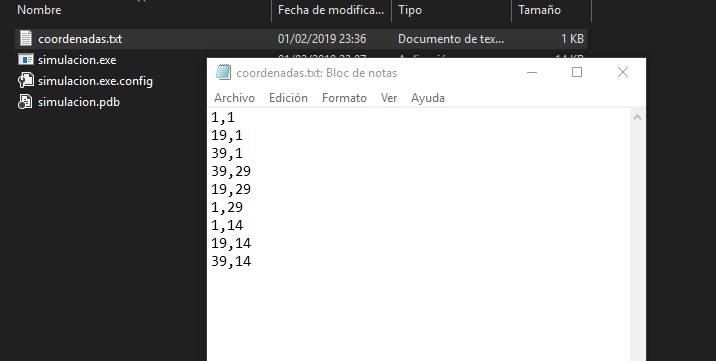 Nombre Fecha de modifica... Tipo Tamaño
coordenadas.txt 01/02/2019 23:36 Documento de tex... 1 KB
simulacion.exe
simulacion.exe.config
simulacion.pdb
coordenadas.txt: Bloc de notas
Archivo Edición Formato Ver Ayuda
1,1
19,1
39,1
39,29
19,29
1,29
1,14
19,14
39,14